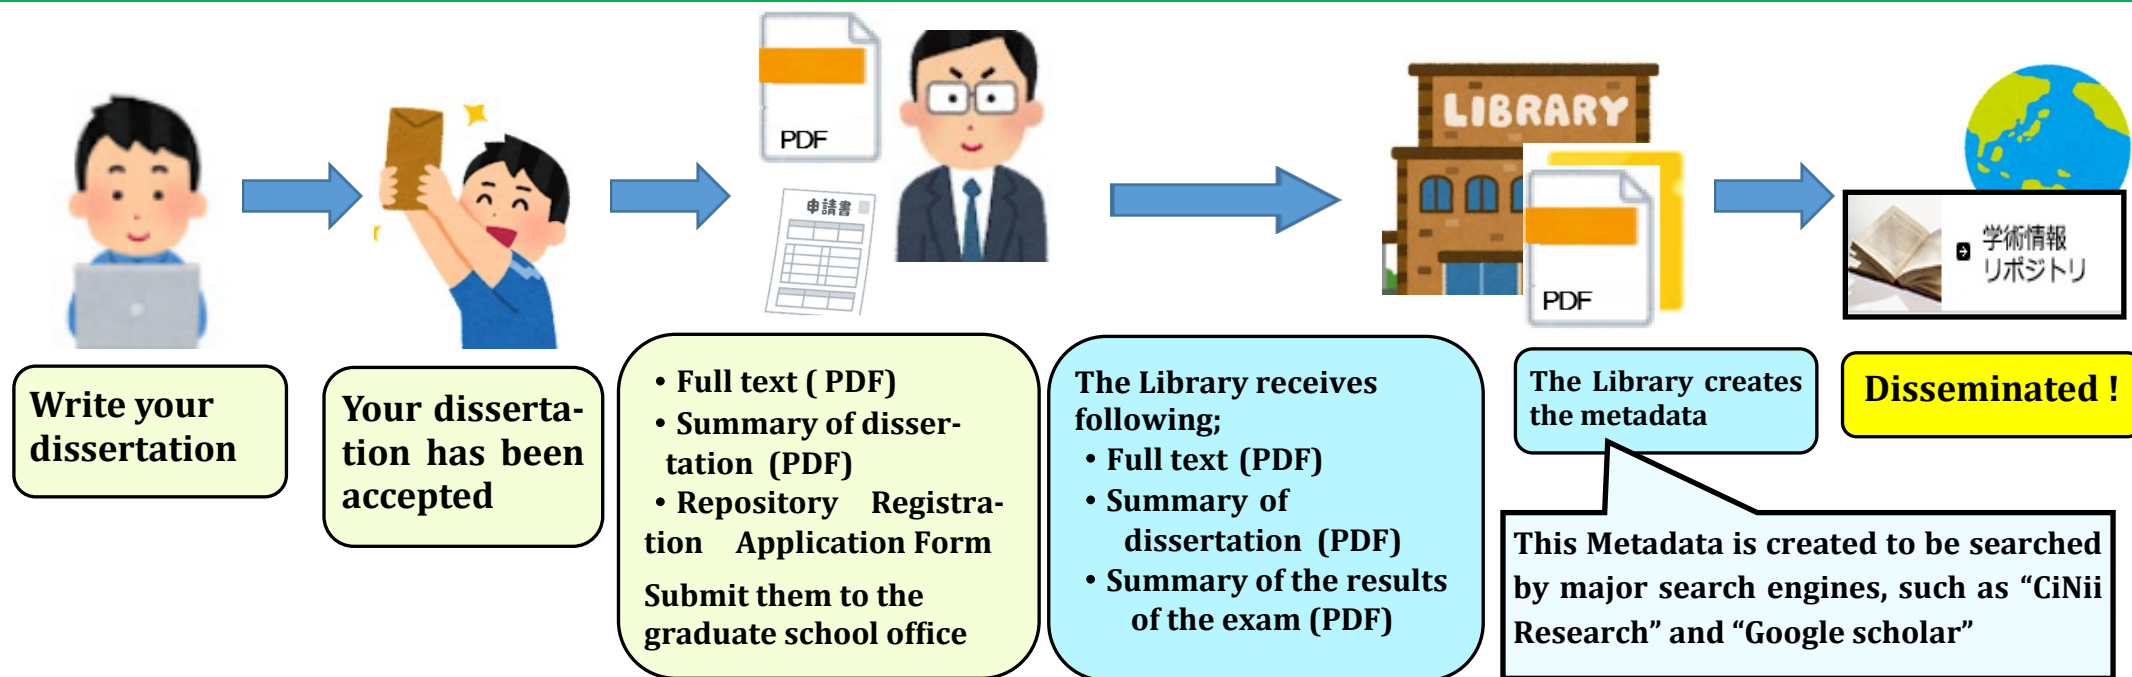 PDF
申請書
LIBRARY
PDF
学術情報
リポジトリ
Write your
dissertation
Your disserta-
tion has been
accepted
・Full text ( PDF)
・Summary of disser-
tation (PDF)
・Repository Registra-
tion Application Form
Submit them to the
graduate school office
The Library receives
following;
・Full text (PDF)
・Summary of
dissertation (PDF)
・Summary of the results
of the exam (PDF)
The Library creates
the metadata
Disseminated !
This Metadata is created to be searched
by major search engines, such as “CiNii
Research” and “Google scholar”